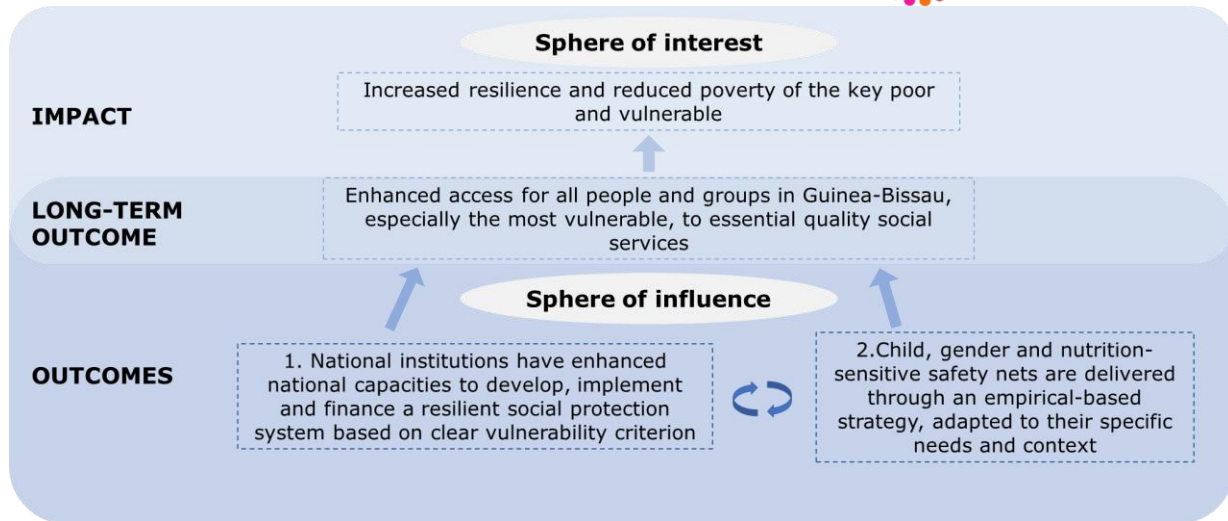 Sphere of interest
IMPACT
Increased resilience and reduced poverty of the key poor
and vulnerable
LONG-TERM
OUTCOME
Enhanced access for all people and groups in Guinea-Bissau,
especially the most vulnerable, to essential quality social
services
Sphere of influence
OUTCOMES
1. National institutions have enhanced
national capacities to develop, implement
and finance a resilient social protection
system based on clear vulnerability criterion
2.Child, gender and nutrition-
sensitive safety nets are delivered
through an empirical-based
strategy, adapted to their specific
needs and context